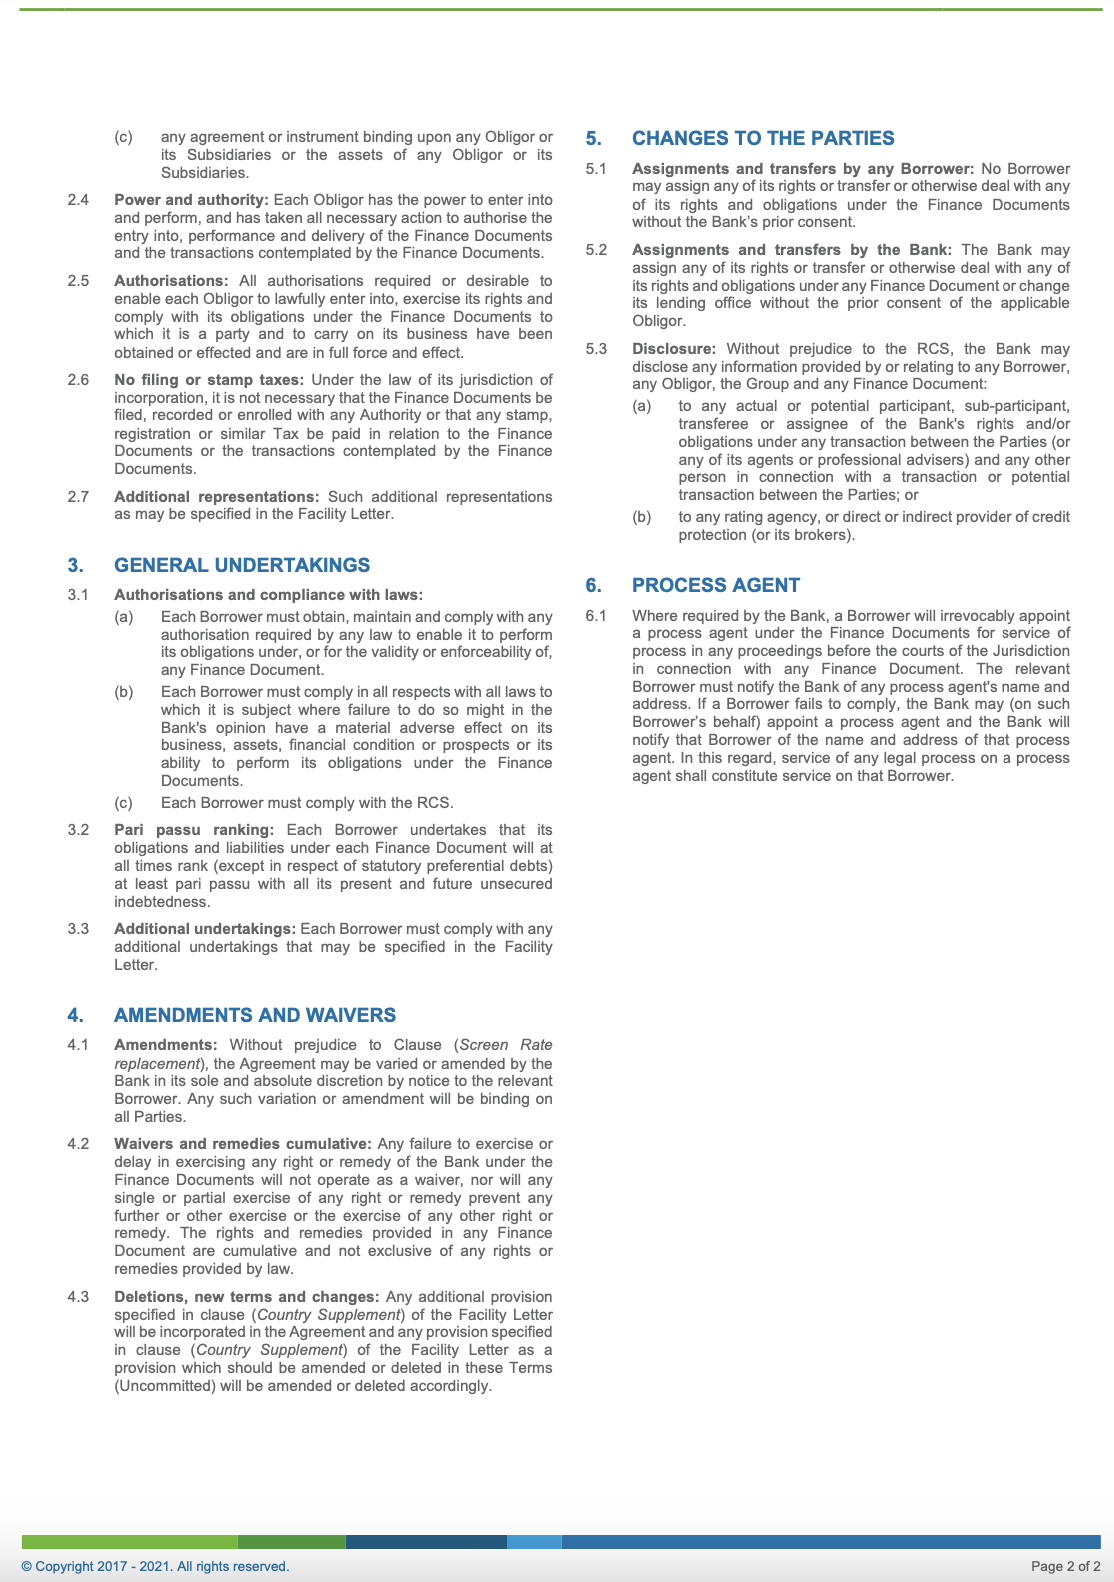 (c) any agreement or instrument binding upon any Obligor or
its Subsidiaries or the assets of any Obligor or its
Subsidiaries.
2.4 Power and authority: Each Obligor has the power to enter into
and perform, and has taken all necessary action to authorise the
entry into, performance and delivery of the Finance Documents
and the transactions contemplated by the Finance Documents.
2.5 Authorisations: All authorisations required or desirable to
enable each Obligor to lawfully enter into, exercise its rights and
comply with its obligations under the Finance Documents to
which it is a party and to carry on its business have been
obtained or effected and are in full force and effect.
2.6 No filing or stamp taxes: Under the law of its jurisdiction of
incorporation, it is not necessary that the Finance Documents be
filed, recorded or enrolled with any Authority or that any stamp,
registration or similar Tax be paid in relation to the Finance
Documents or the transactions contemplated by the Finance
Documents.
2.7 Additional representations: Such additional representations
as may be specified in the Facility Letter.
3. GENERAL UNDERTAKINGS
3.1 Authorisations and compliance with laws:
(a) Each Borrower must obtain, maintain and comply with any
authorisation required by any law to enable it to perform
its obligations under, or for the validity or enforceability of,
any Finance Document.
(b) Each Borrower must comply in all respects with all laws to
which it is subject where failure to do so might in the
Bank's opinion have a material adverse effect on its
business, assets, financial condition or prospects or its
ability to perform its obligations under the Finance
Documents.
(c) Each Borrower must comply with the RCS.
3.2 Pari passu ranking: Each Borrower undertakes that its
obligations and liabilities under each Finance Document will at
all times rank (except in respect of statutory preferential debts)
at least pari passu with all its present and future unsecured
indebtedness.
3.3 Additional undertakings: Each Borrower must comply with any
additional undertakings that may be specified in the Facility
Letter.
4. AMENDMENTS AND WAIVERS
4.1 Amendments: Without prejudice to Clause (Screen Rate
replacement), the Agreement may be varied or amended by the
Bank in its sole and absolute discretion by notice to the relevant
Borrower. Any such variation or amendment will be binding on
all Parties.
4.2 Waivers and remedies cumulative: Any failure to exercise or
delay in exercising any right or remedy of the Bank under the
Finance Documents will not operate as a waiver, nor will any
single or partial exercise of any right or remedy prevent any
further or other exercise or the exercise of any other right or
remedy. The rights and remedies provided in any Finance
Document are cumulative and not exclusive of any rights or
remedies provided by law.
4.3 Deletions, new terms and changes: Any additional provision
specified in clause (Country Supplement) of the Facility Letter
will be incorporated in the Agreement and any provision specified
in clause (Country Supplement) of the Facility Letter as a
provision which should be amended or deleted in these Terms
(Uncommitted) will be amended or deleted accordingly.
5. CHANGES TO THE PARTIES
5.1 Assignments and transfers by any Borrower: No Borrower
may assign any of its rights or transfer or otherwise deal with any
of its rights and obligations under the Finance Documents
without the Bank's prior consent.
5.2 Assignments and transfers by the Bank: The Bank may
assign any of its rights or transfer or otherwise deal with any of
its rights and obligations under any Finance Document or change
its lending office without the prior consent of the applicable
Obligor.
5.3 Disclosure: Without prejudice to the RCS, the Bank may
disclose any information provided by or relating to any Borrower,
any Obligor, the Group and any Finance Document:
(a) to any actual or potential participant, sub-participant,
transferee or assignee of the Bank's rights and/or
obligations under any transaction between the Parties (or
any of its agents or professional advisers) and any other
person in connection with a transaction or potential
transaction between the Parties; or
(b) to any rating agency, or direct or indirect provider of credit
protection (or its brokers).
6. PROCESS AGENT
6.1 Where required by the Bank, a Borrower will irrevocably appoint
a process agent under the Finance Documents for service of
process in any proceedings before the courts of the Jurisdiction
in connection with any Finance Document. The relevant
Borrower must notify the Bank of any process agent's name and
address. If a Borrower fails to comply, the Bank may (on such
Borrower's behalf) appoint a process agent and the Bank will
notify that Borrower of the name and address of that process
agent. In this regard, service of any legal process on a process
agent shall constitute service on that Borrower.
© Copyright 2017 - 2021. All rights reserved.
Page 2 of 2